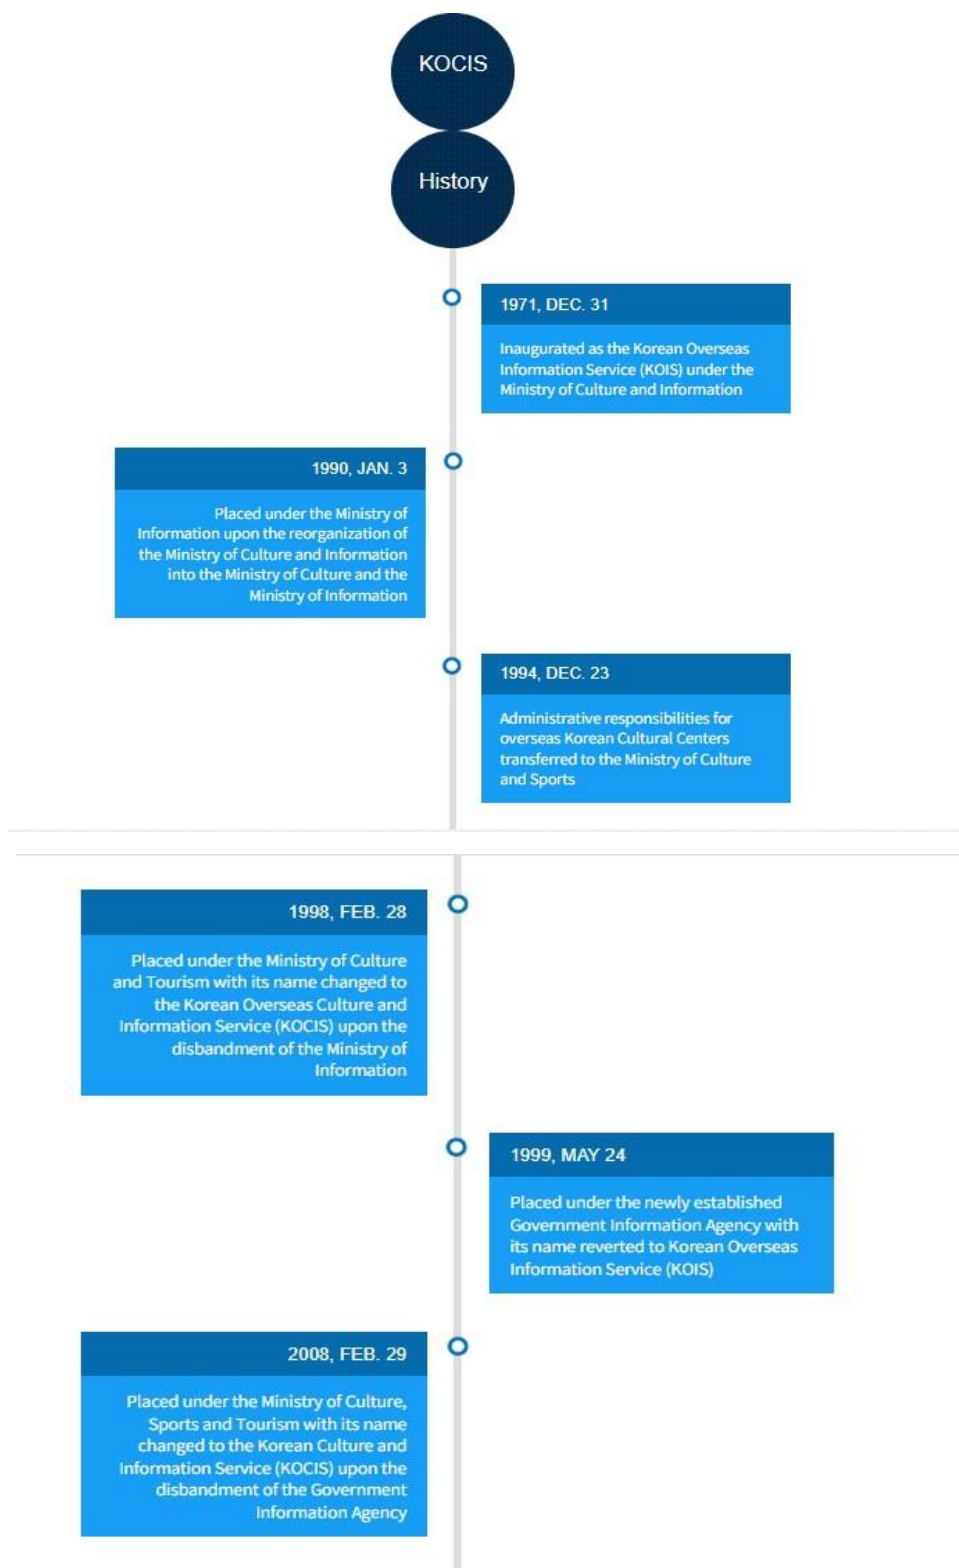 KOCIS
History
1971, DEC. 31
Inaugurated as the Korean Overseas
Information Service (KOIS) under the
Ministry of Culture and Information
1990, JAN. 3
Placed under the Ministry of
Information upon the reorganization of
the Ministry of Culture and Information
into the Ministry of Culture and the
Ministry of Information
1994, DEC. 23
Administrative responsibilities for
overseas Korean Cultural Centers
transferred to the Ministry of Culture
and Sports
1998, FEB. 28
Placed under the Ministry of Culture
and Tourism with its name changed to
the Korean Overseas Culture and
Information Service (KOCIS) upon the
disbandment of the Ministry of
Information
1999, MAY 24
Placed under the newly established
Government Information Agency with
its name reverted to Korean Overseas
Information Service (KOIS)
2008, FEB. 29
Placed under the Ministry of Culture,
Sports and Tourism with its name
changed to the Korean Culture and
Information Service (KOCIS) upon the
disbandment of the Government
Information Agency